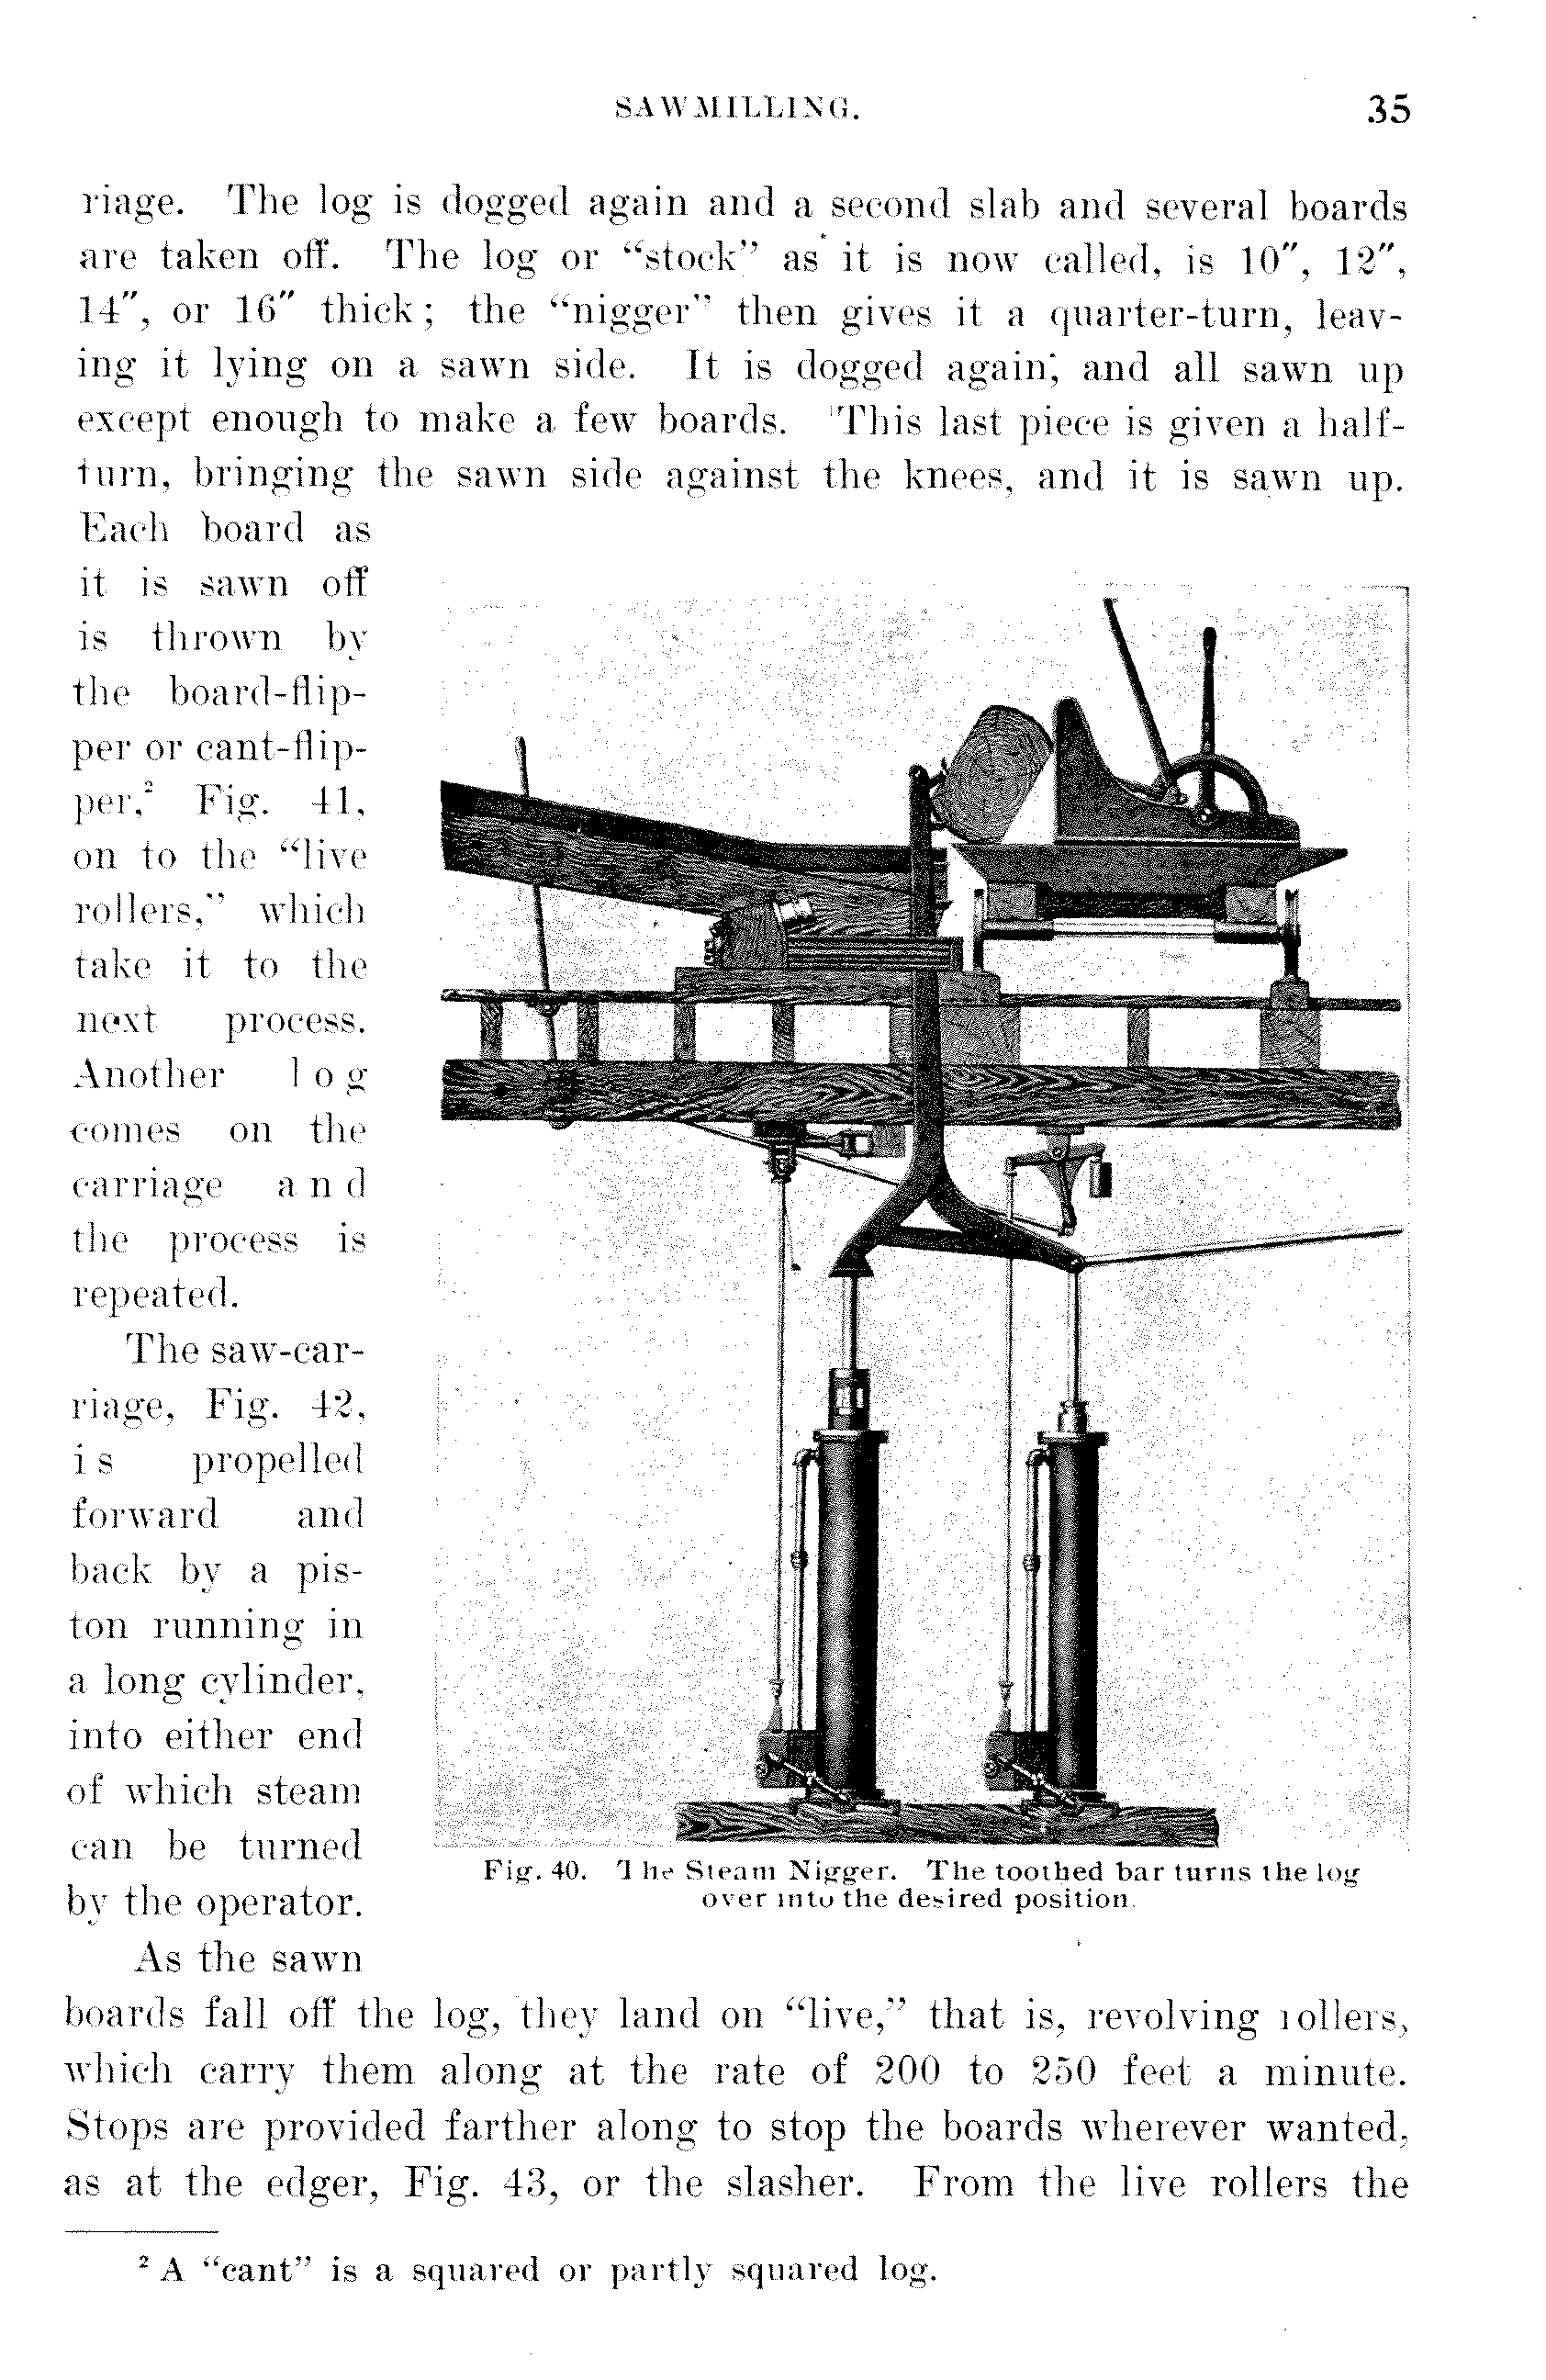 SAWMILLING. 35
riage. The log is dogged again and a second slab and several boards
are taken off. The log or “stock” as it is now called, is 10″, 12″,
14″, or 16″ thick; the “nigger” then gives it a quarter-turn, leav-
ing it lying on a sawn side. It is dogged again, and all sawn up
except enough to make a few boards. This last piece is given a half-
turn, bringing the sawn side against the knees, and it is sawn up.
Each board as
it is sawn off
is thrown by
the board-flip-
per or cant-flip-
per,² Fig. 41,
on to the “live
rollers,” which
take it to the
next process.
Another log
comes on the
carriage and
the process is
repeated.
The saw-car-
riage, Fig. 42,
is propelled
forward and
back by a pis-
ton running in
a long cylinder,
into either end
of which steam
can be turned
by the operator.
As the sawn
Fig. 40. The Steam Nigger. The toothed bar turns the log
over into the desired position.
boards fall off the log, they land on “live,” that is, revolving rollers,
which carry them along at the rate of 200 to 250 feet a minute.
Stops are provided farther along to stop the boards wherever wanted,
as at the edger, Fig. 43, or the slasher. From the live rollers the
² A “cant” is a squared or partly squared log.